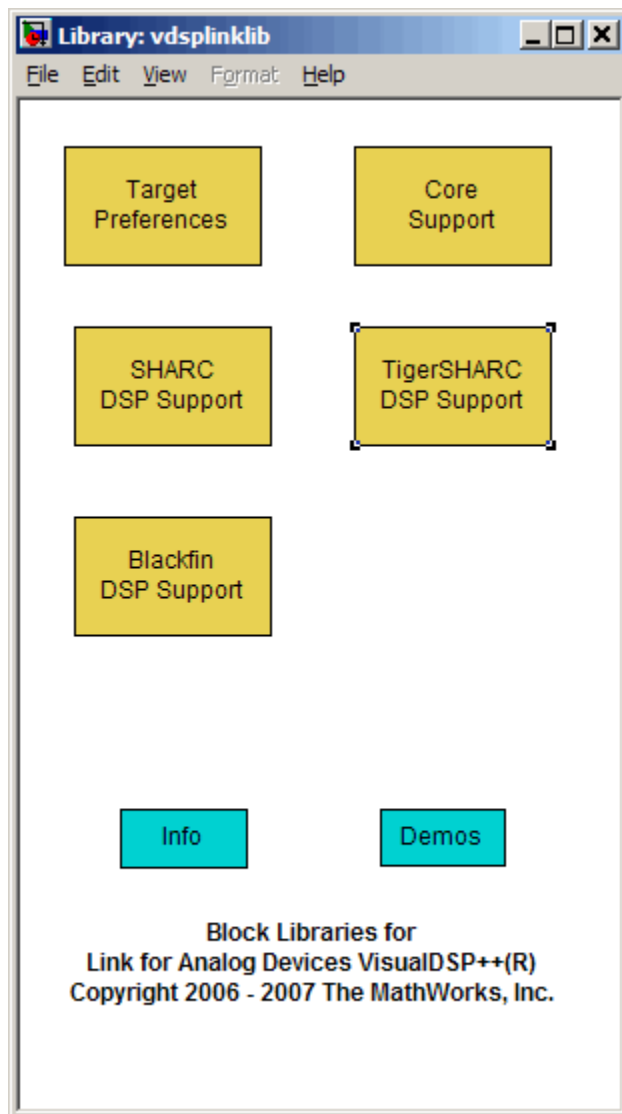 Library: vdsplinklib
File Edit View Format Help
Target
Preferences
Core
Support
SHARC
DSP Support
TigerSHARC
DSP Support
Blackfin
DSP Support
Info
Demos
Block Libraries for
Link for Analog Devices VisualDSP++(R)
Copyright 2006 - 2007 The MathWorks, Inc.